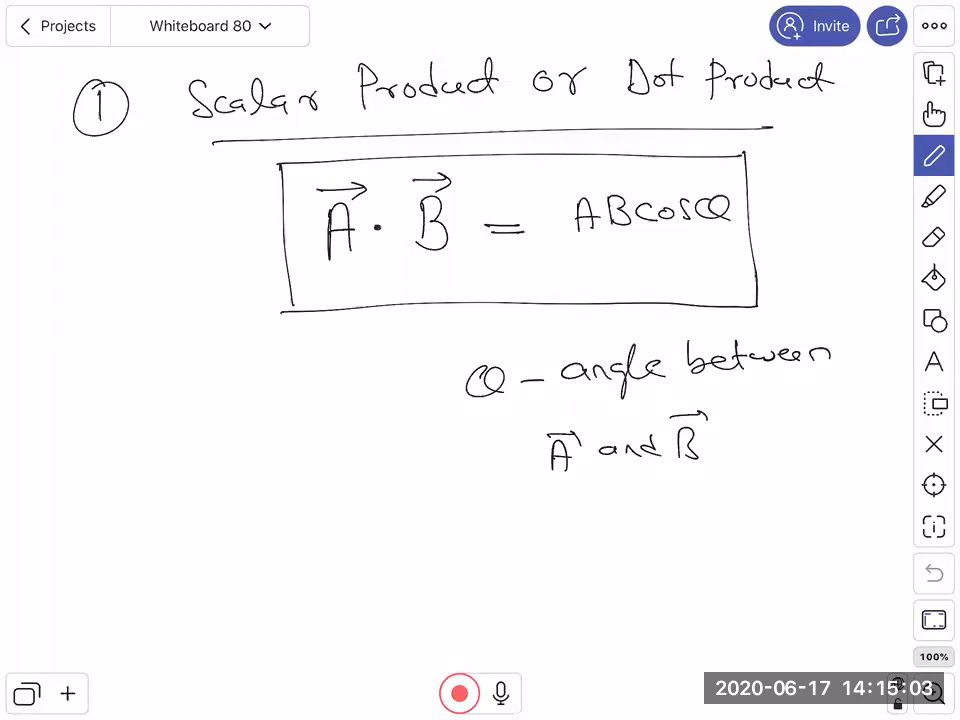 Projects Whiteboard 80 Invite
① Scalar Product or Dot Product
A⃗ · B⃗ = ABcosθ
θ – angle between
A⃗ and B⃗
A
100%
2020-06-17 14:15:03